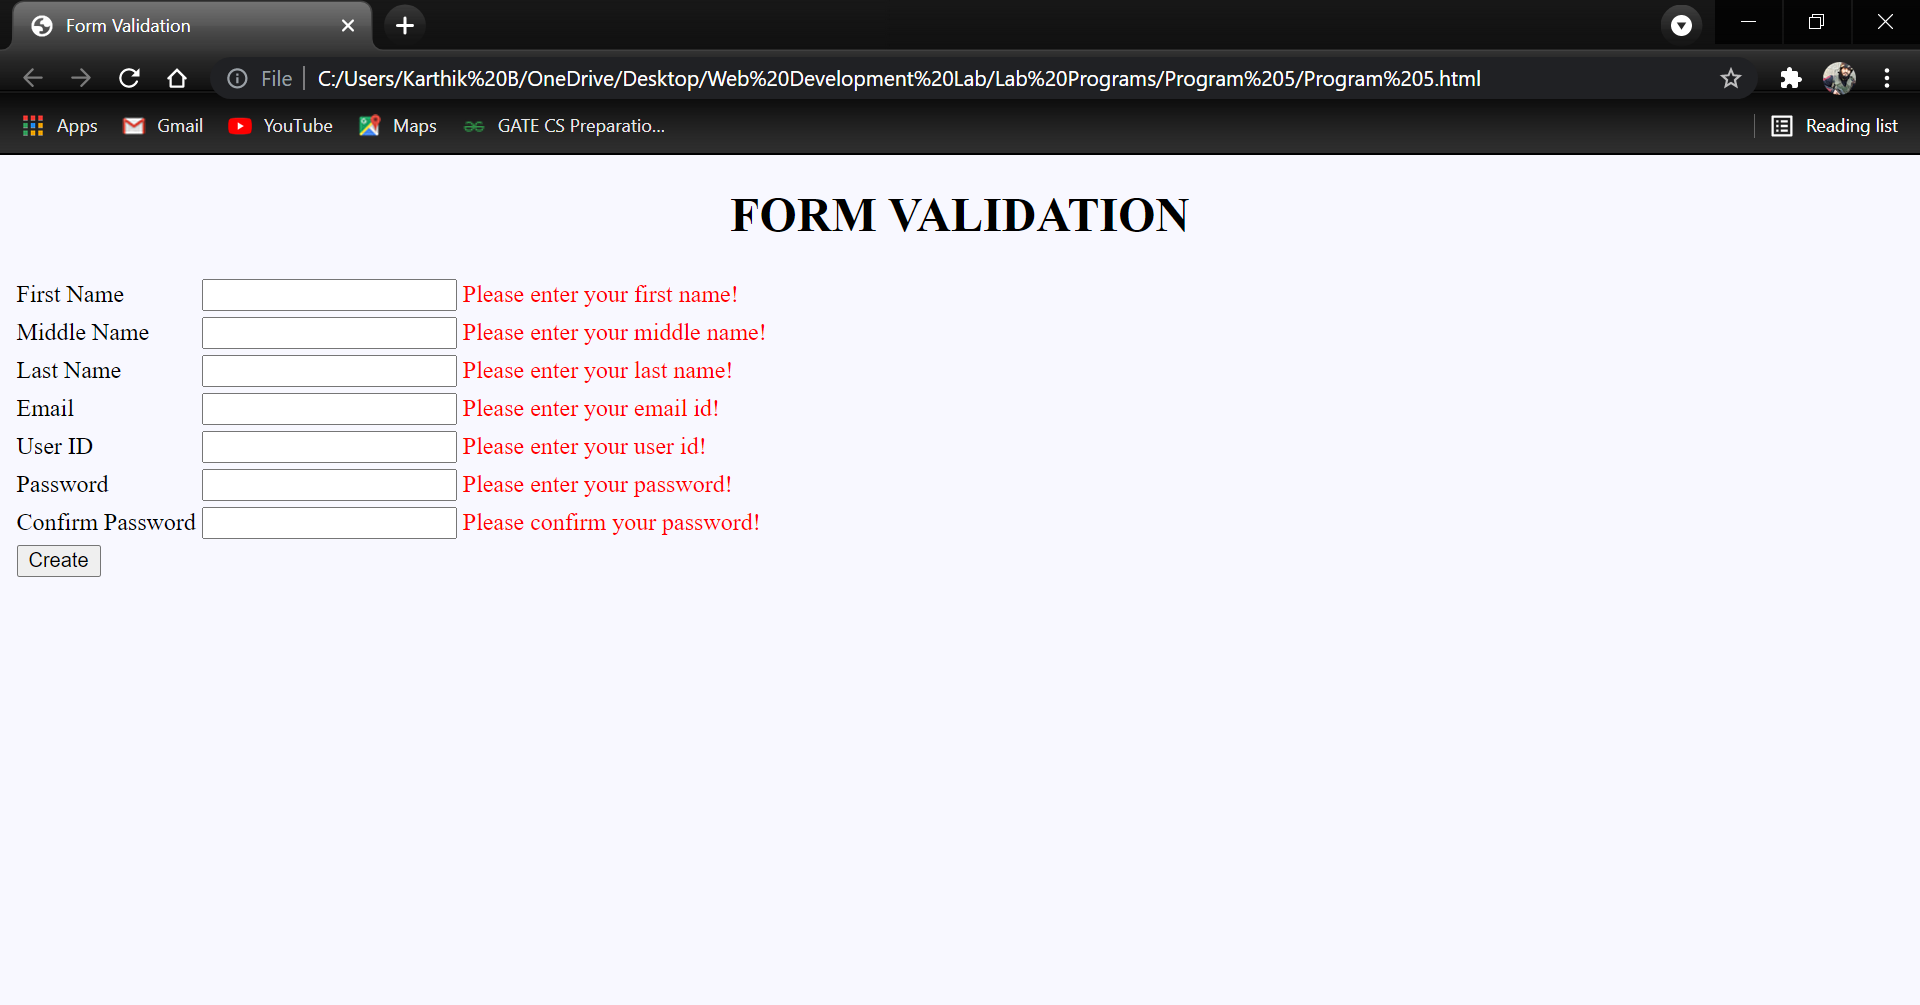 Form Validation
File C:/Users/Karthik%20B/OneDrive/Desktop/Web%20Development%20Lab/Lab%20Programs/Program%205/Program%205.html
Apps Gmail YouTube Maps GATE CS Preparatio... Reading list
FORM VALIDATION
First Name Please enter your first name!
Middle Name Please enter your middle name!
Last Name Please enter your last name!
Email Please enter your email id!
User ID Please enter your user id!
Password Please enter your password!
Confirm Password Please confirm your password!
Create